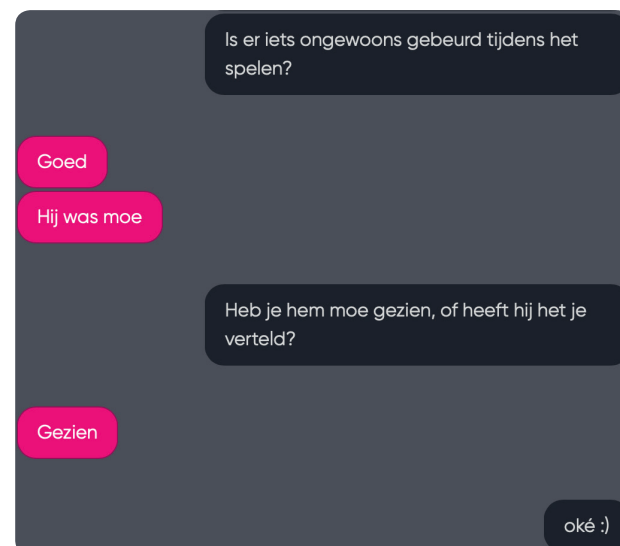 Is er iets ongewoons gebeurd tijdens het
spelen?
Goed
Hij was moe
Heb je hem moe gezien, of heeft hij het je
verteld?
Gezien
oké :)